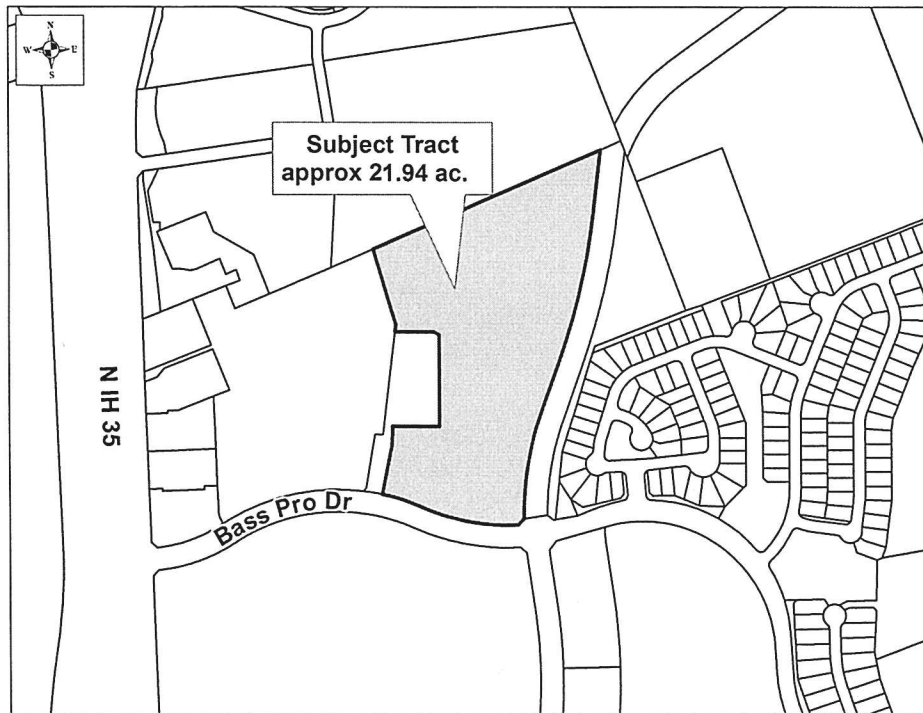 N
W E
S
Subject Tract
approx 21.94 ac.
N IH 35
Bass Pro Dr